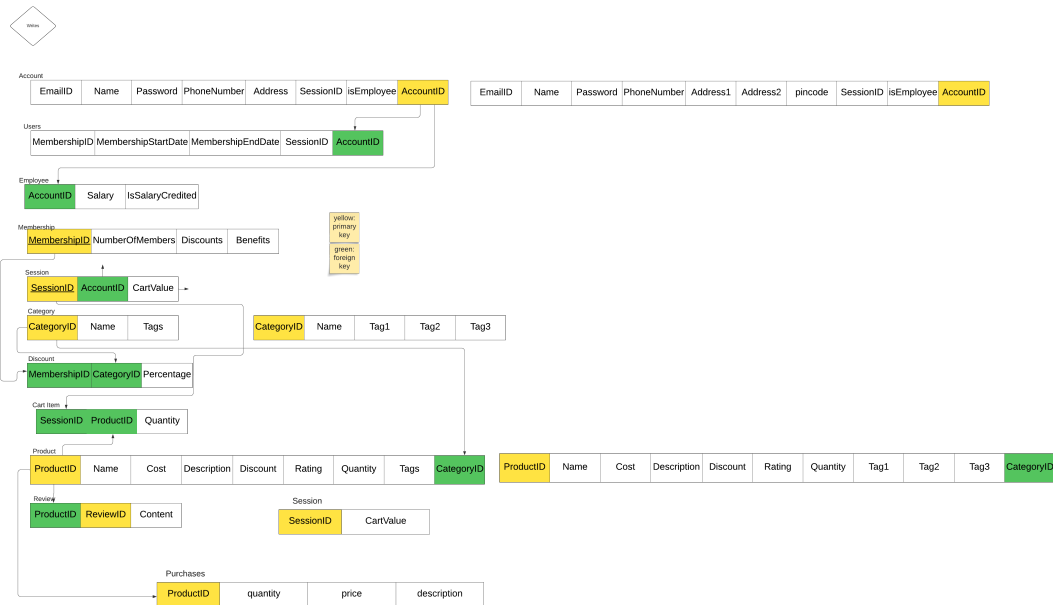 Writes
Account
EmailID Name Password PhoneNumber Address SessionID isEmployee AccountID
EmailID Name Password PhoneNumber Address1 Address2 pincode SessionID isEmployee AccountID
Users
MembershipID MembershipStartDate MembershipEndDate SessionID AccountID
Employee
AccountID Salary IsSalaryCredited
yellow:
primary
key
green:
foreign
key
Membership
MembershipID NumberOfMembers Discounts Benefits
Session
SessionID AccountID CartValue
Category
CategoryID Name Tags
CategoryID Name Tag1 Tag2 Tag3
Discount
MembershipID CategoryID Percentage
Cart Item
SessionID ProductID Quantity
Product
ProductID Name Cost Description Discount Rating Quantity Tags CategoryID
ProductID Name Cost Description Discount Rating Quantity Tag1 Tag2 Tag3 CategoryID
Review
ProductID ReviewID Content
Session
SessionID CartValue
Purchases
ProductID quantity price description